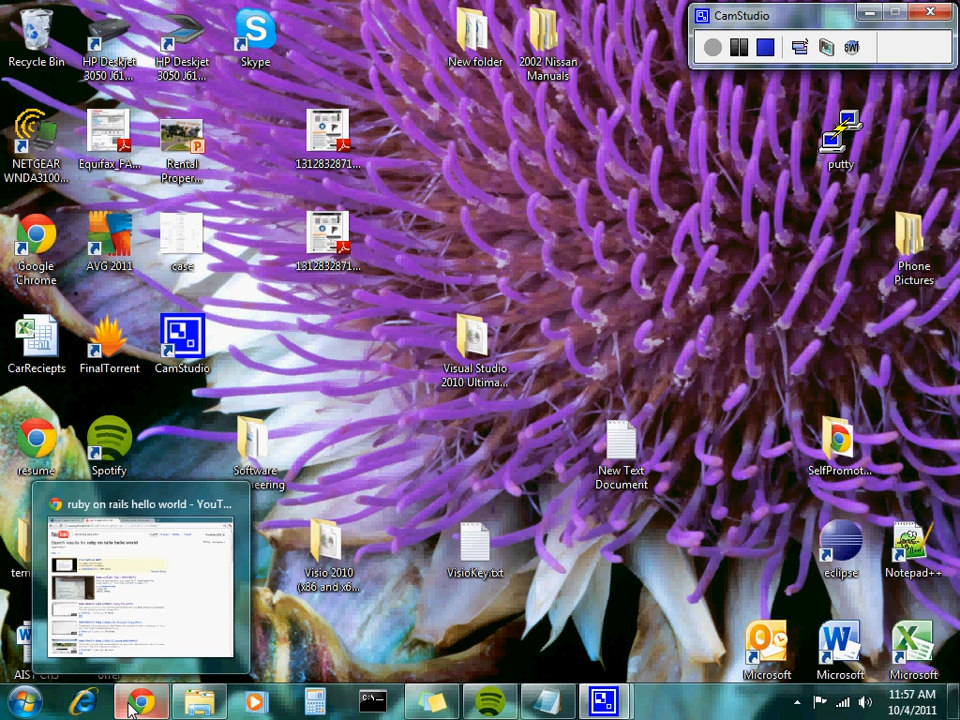 CamStudio
Recycle Bin
HP Deskjet
3050 J61...
HP Deskjet
3050 J61...
Skype
New folder
2002 Nissan
Manuals
NETGEAR
WNDA3100...
Equifax_FA...
Rental
Proper...
1312832871...
putty
Google
Chrome
AVG 2011
case
1312832871...
Phone
Pictures
CarReciepts
FinalTorrent
CamStudio
Visual Studio
2010 Ultima...
resume
Spotify
Software
New Text
Document
SelfPromot...
ruby on rails hello world - YouT...
Visio 2010
(x86 and x6...
VisioKey.txt
eclipse
Notepad++
Microsoft
Microsoft
Microsoft
C:\
11:57 AM
10/4/2011